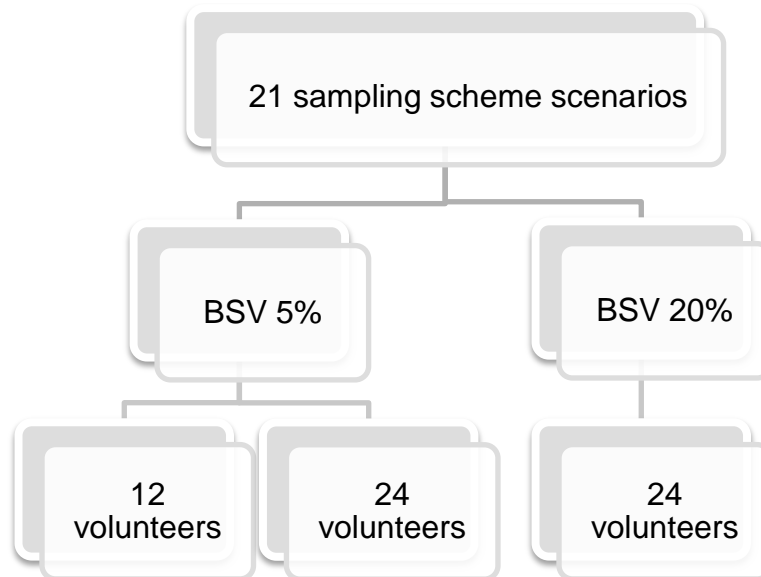 21 sampling scheme scenarios
BSV 5%
BSV 20%
12
volunteers
24
volunteers
24
volunteers